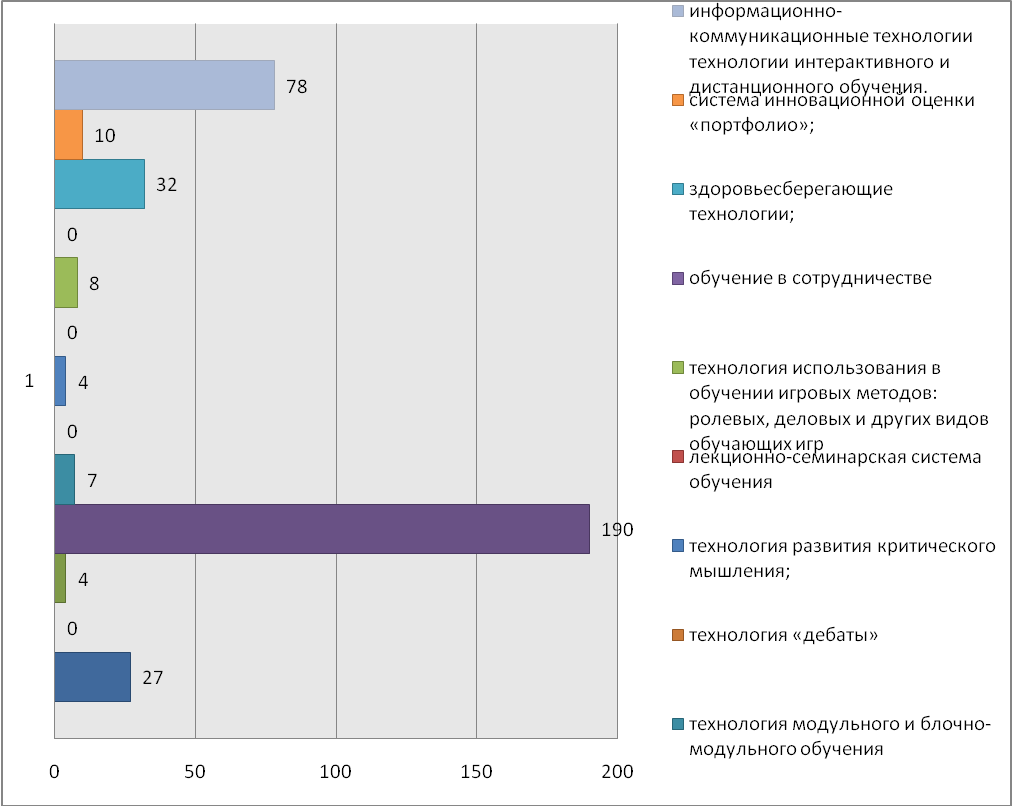 78
10
32
0
8
0
4
0
7
190
4
0
27
1
0 50 100 150 200
информационно-
коммуникационные технологии
технологии интерактивного и
дистанционного обучения.
система инновационной оценки
«портфолио»;
здоровьесберегающие
технологии;
обучение в сотрудничестве
технология использования в
обучении игровых методов:
ролевых, деловых и других видов
обучающих игр
лекционно-семинарская система
обучения
технология развития критического
мышления;
технология «дебаты»
технология модульного и блочно-
модульного обучения